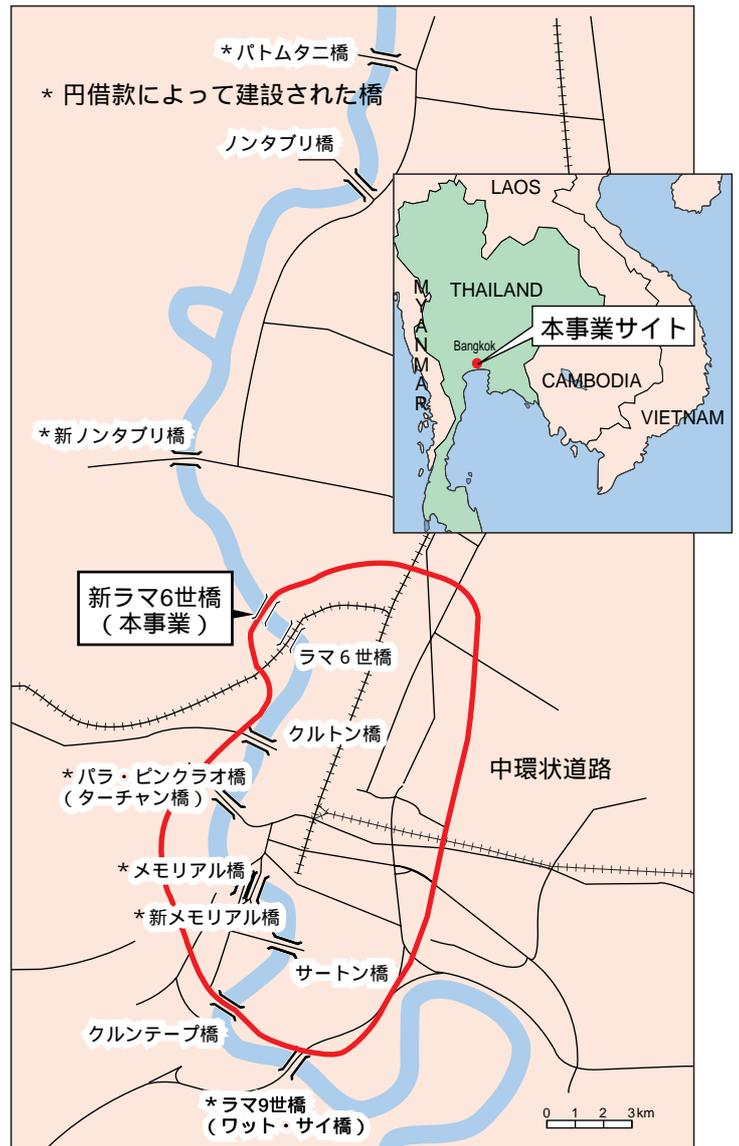 *パトムタニ橋
* 円借款によって建設された橋
ノンタブリ橋
LAOS
MYANMAR
THAILAND
本事業サイト
Bangkok
CAMBODIA
VIETNAM
*新ノンタブリ橋
新ラマ6世橋
(本事業)
ラマ6世橋
クルトン橋
中環状道路
*パラ・ピンクラオ橋
(ターチャン橋)
*メモリアル橋
*新メモリアル橋
サートン橋
クルンテープ橋
*ラマ9世橋
(ワット・サイ橋)
0 1 2 3km